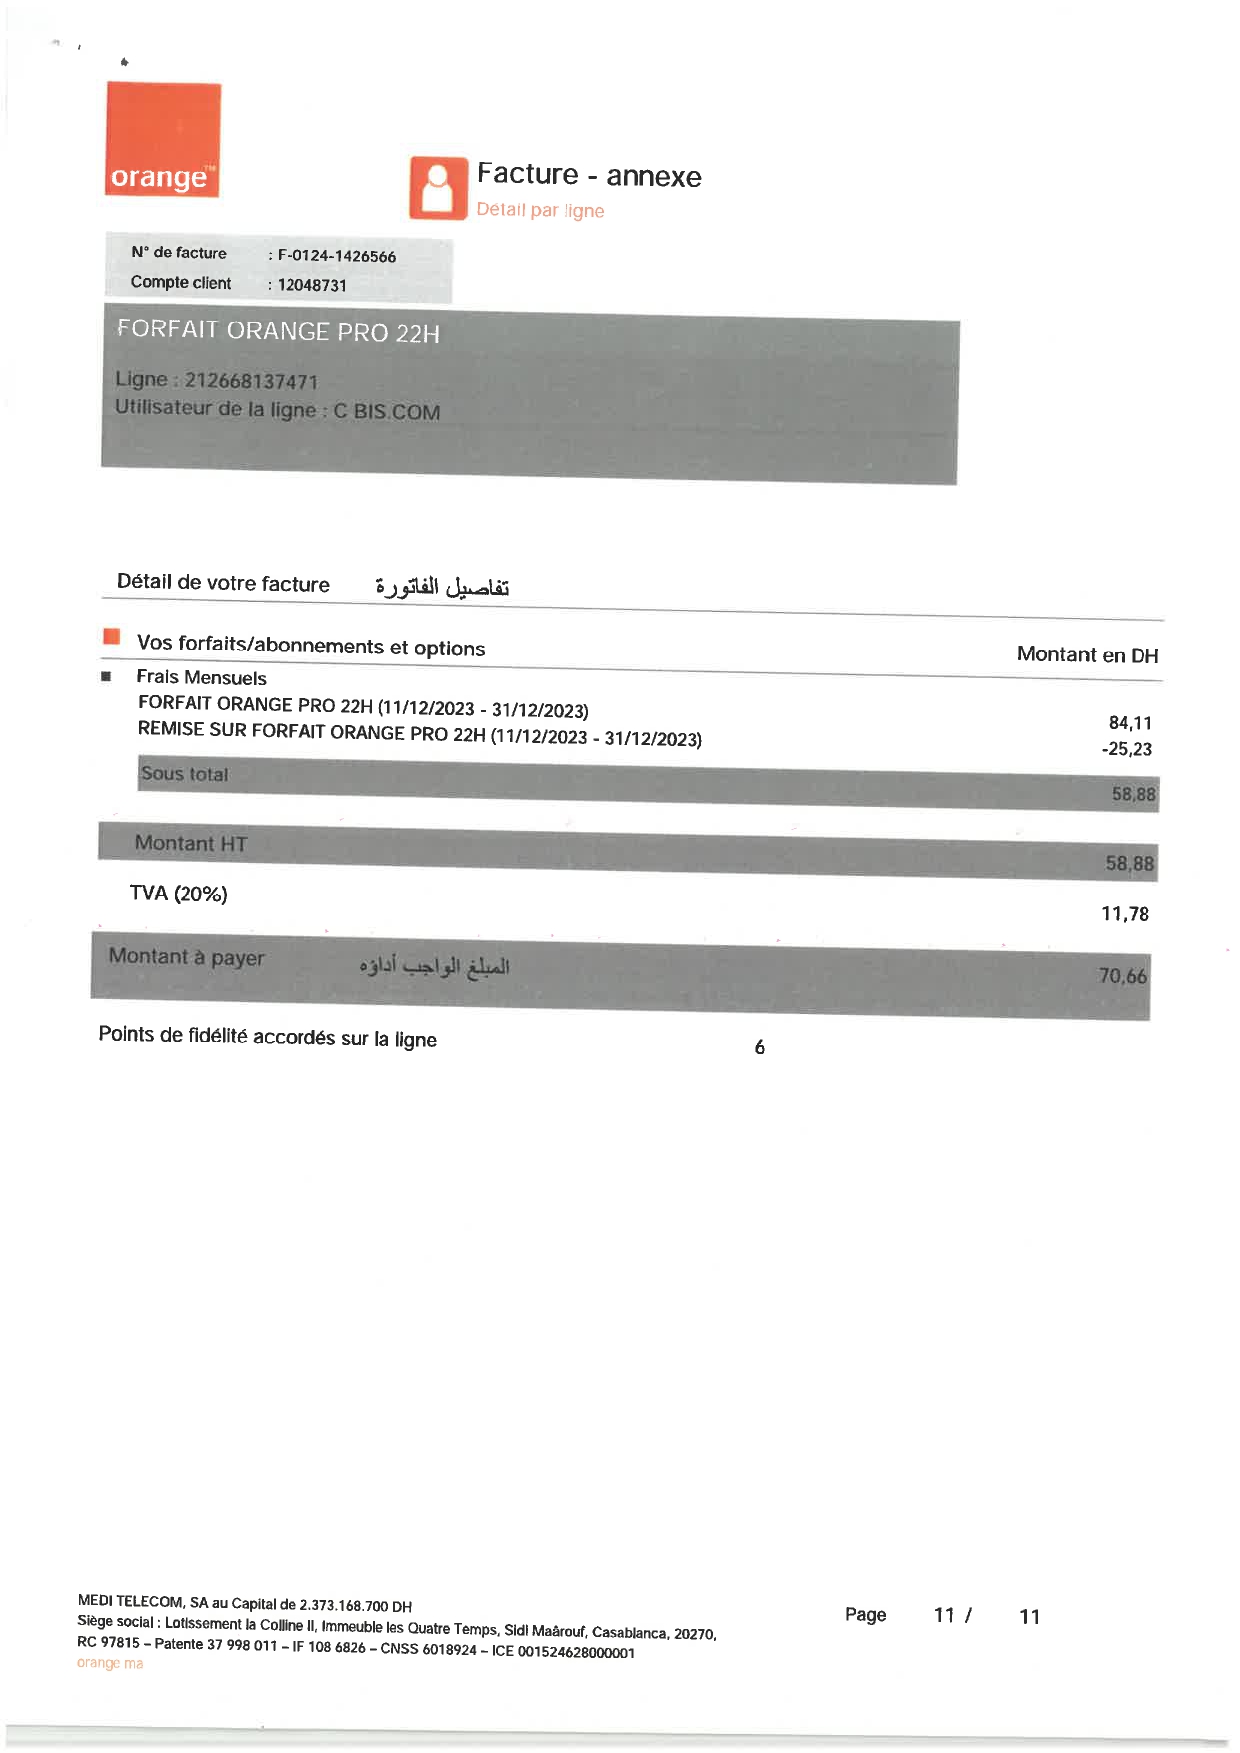 orange™
Facture - annexe
Détail par ligne
N° de facture : F-0124-1426566
Compte client : 12048731
FORFAIT ORANGE PRO 22H
Ligne : 212668137471
Utilisateur de la ligne : C BIS.COM
Détail de votre facture تفاصيل الفاتورة
Vos forfaits/abonnements et options Montant en DH
Frais Mensuels
FORFAIT ORANGE PRO 22H (11/12/2023 - 31/12/2023) 84,11
REMISE SUR FORFAIT ORANGE PRO 22H (11/12/2023 - 31/12/2023) -25,23
Sous total 58,88
Montant HT 58,88
TVA (20%) 11,78
Montant à payer المبلغ الواجب أداؤه 70,66
Points de fidélité accordés sur la ligne 6
MEDI TELECOM, SA au Capital de 2.373.168.700 DH
Siège social : Lotissement la Colline II, Immeuble les Quatre Temps, Sidi Maârouf, Casablanca, 20270,
RC 97815 – Patente 37 998 011 – IF 108 6826 – CNSS 6018924 – ICE 001524628000001
orange ma
Page 11 / 11